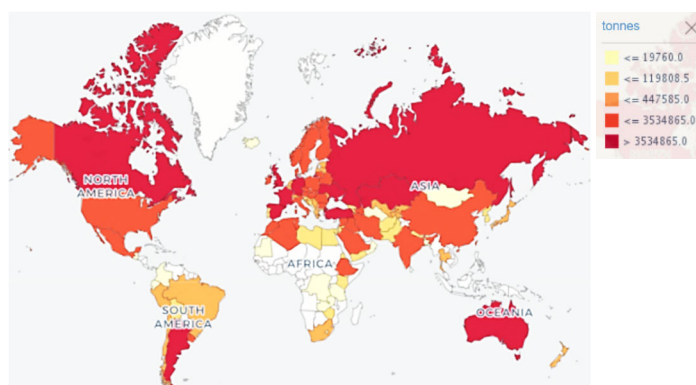 tonnes
<= 19760.0
<= 119808.5
<= 447585.0
<= 3534865.0
> 3534865.0
NORTH
AMERICA
ASIA
AFRICA
SOUTH
AMERICA
OCEANIA